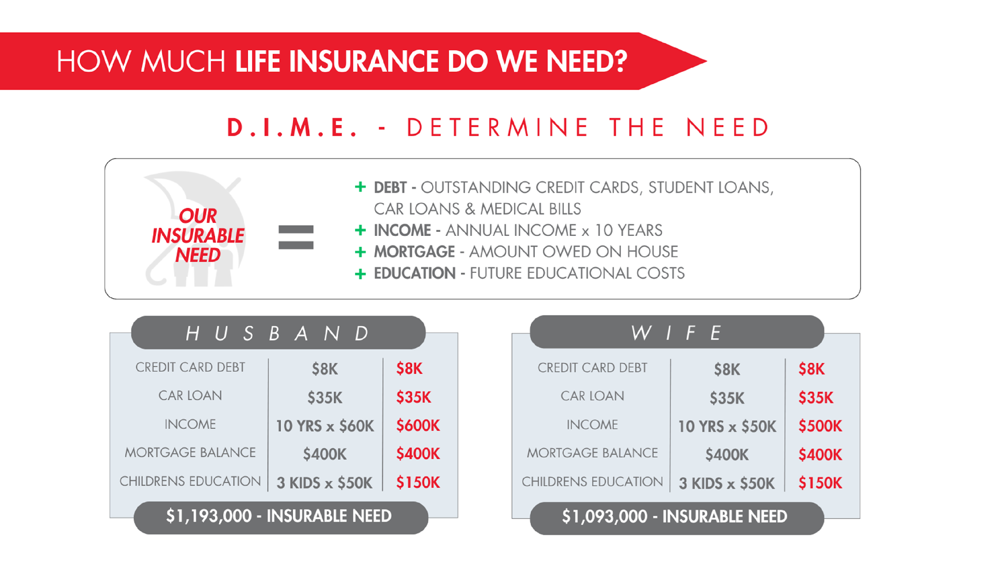 HOW MUCH LIFE INSURANCE DO WE NEED?
D.I.M.E. - DETERMINE THE NEED
OUR
INSURABLE
NEED
=
+ DEBT - OUTSTANDING CREDIT CARDS, STUDENT LOANS,
CAR LOANS & MEDICAL BILLS
+ INCOME - ANNUAL INCOME x 10 YEARS
+ MORTGAGE - AMOUNT OWED ON HOUSE
+ EDUCATION - FUTURE EDUCATIONAL COSTS
HUSBAND
CREDIT CARD DEBT $8K $8K
CAR LOAN $35K $35K
INCOME 10 YRS x $60K $600K
MORTGAGE BALANCE $400K $400K
CHILDRENS EDUCATION 3 KIDS x $50K $150K
$1,193,000 - INSURABLE NEED
WIFE
CREDIT CARD DEBT $8K $8K
CAR LOAN $35K $35K
INCOME 10 YRS x $50K $500K
MORTGAGE BALANCE $400K $400K
CHILDRENS EDUCATION 3 KIDS x $50K $150K
$1,093,000 - INSURABLE NEED